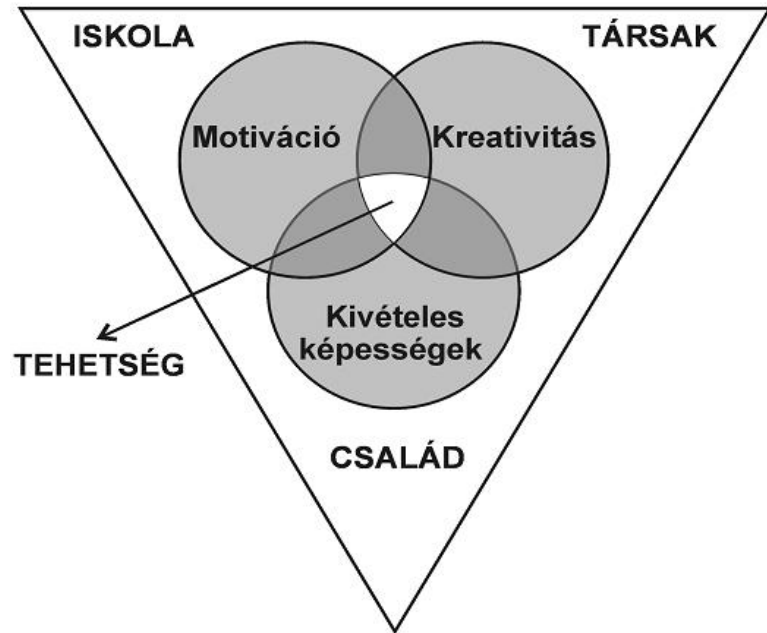 ISKOLA
TÁRSAK
Motiváció
Kreativitás
Kivételes
képességek
TEHETSÉG
CSALÁD